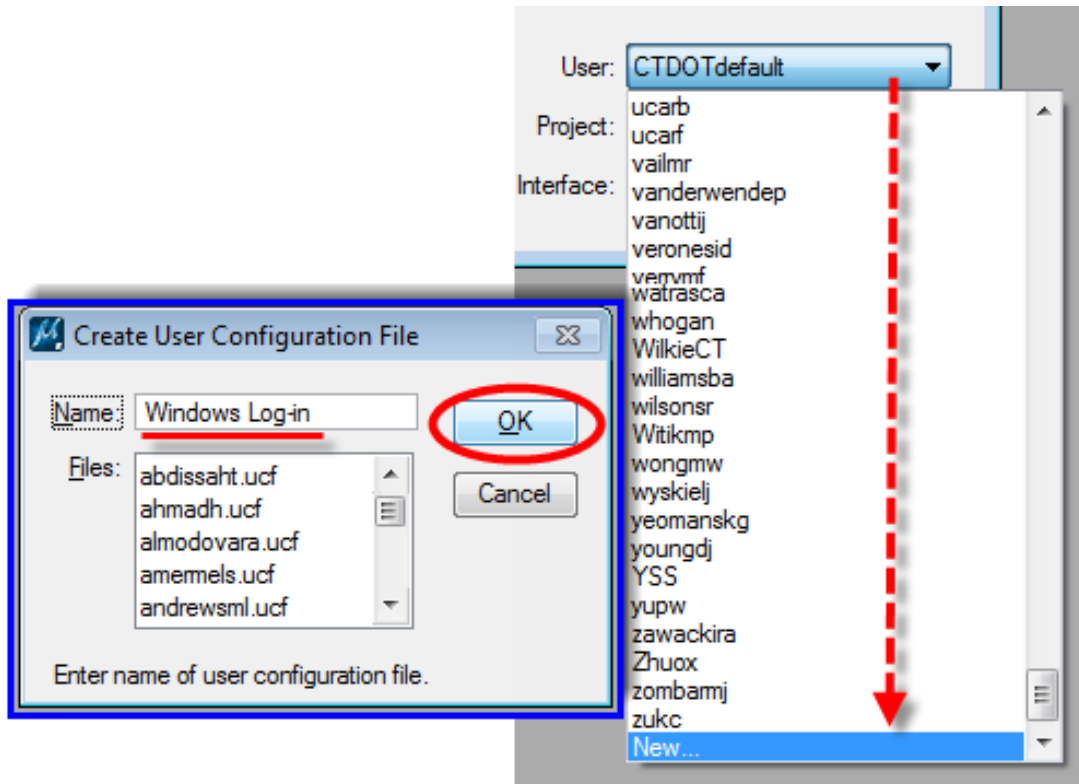 User: CTDOTdefault
Project:
Interface:
ucarb
ucarf
vailmr
vanderwendep
vanottij
veronesid
verrymf
watrasca
whogan
WilkieCT
williamsba
wilsonsr
Witikmp
wongmw
wyskielj
yeomanskg
youngdj
YSS
yupw
zawackira
Zhuox
zombarmj
zukc
New...
Create User Configuration File
Name: Windows Log-in
OK
Files:
abdissaht.ucf
ahmadh.ucf
almodovara.ucf
amermels.ucf
andrewsml.ucf
Cancel
Enter name of user configuration file.